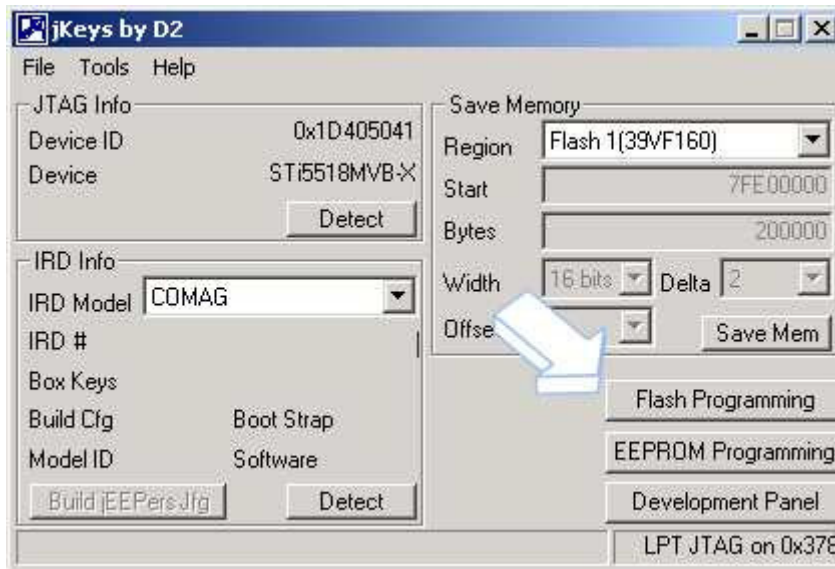 jKeys by D2
File Tools Help
JTAG Info
Device ID 0x1D405041
Device STi5518MVB-X
Detect
IRD Info
IRD Model COMAG
IRD #
Box Keys
Build Cfg Boot Strap
Model ID Software
Build jEEPersJfg Detect
Save Memory
Region Flash 1(39VF160)
Start 7FE00000
Bytes 200000
Width 16 bits Delta 2
Offse
Save Mem
Flash Programming
EEPROM Programming
Development Panel
LPT JTAG on 0x378